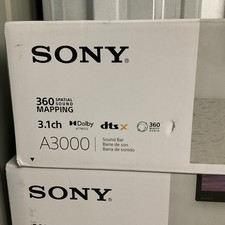 SONY®
360 SPATIAL
SOUND
MAPPING
3.1ch Dolby ATMOS dts X 360
A3000
Sound Bar
Barre de son
Barra de sonido
SONY